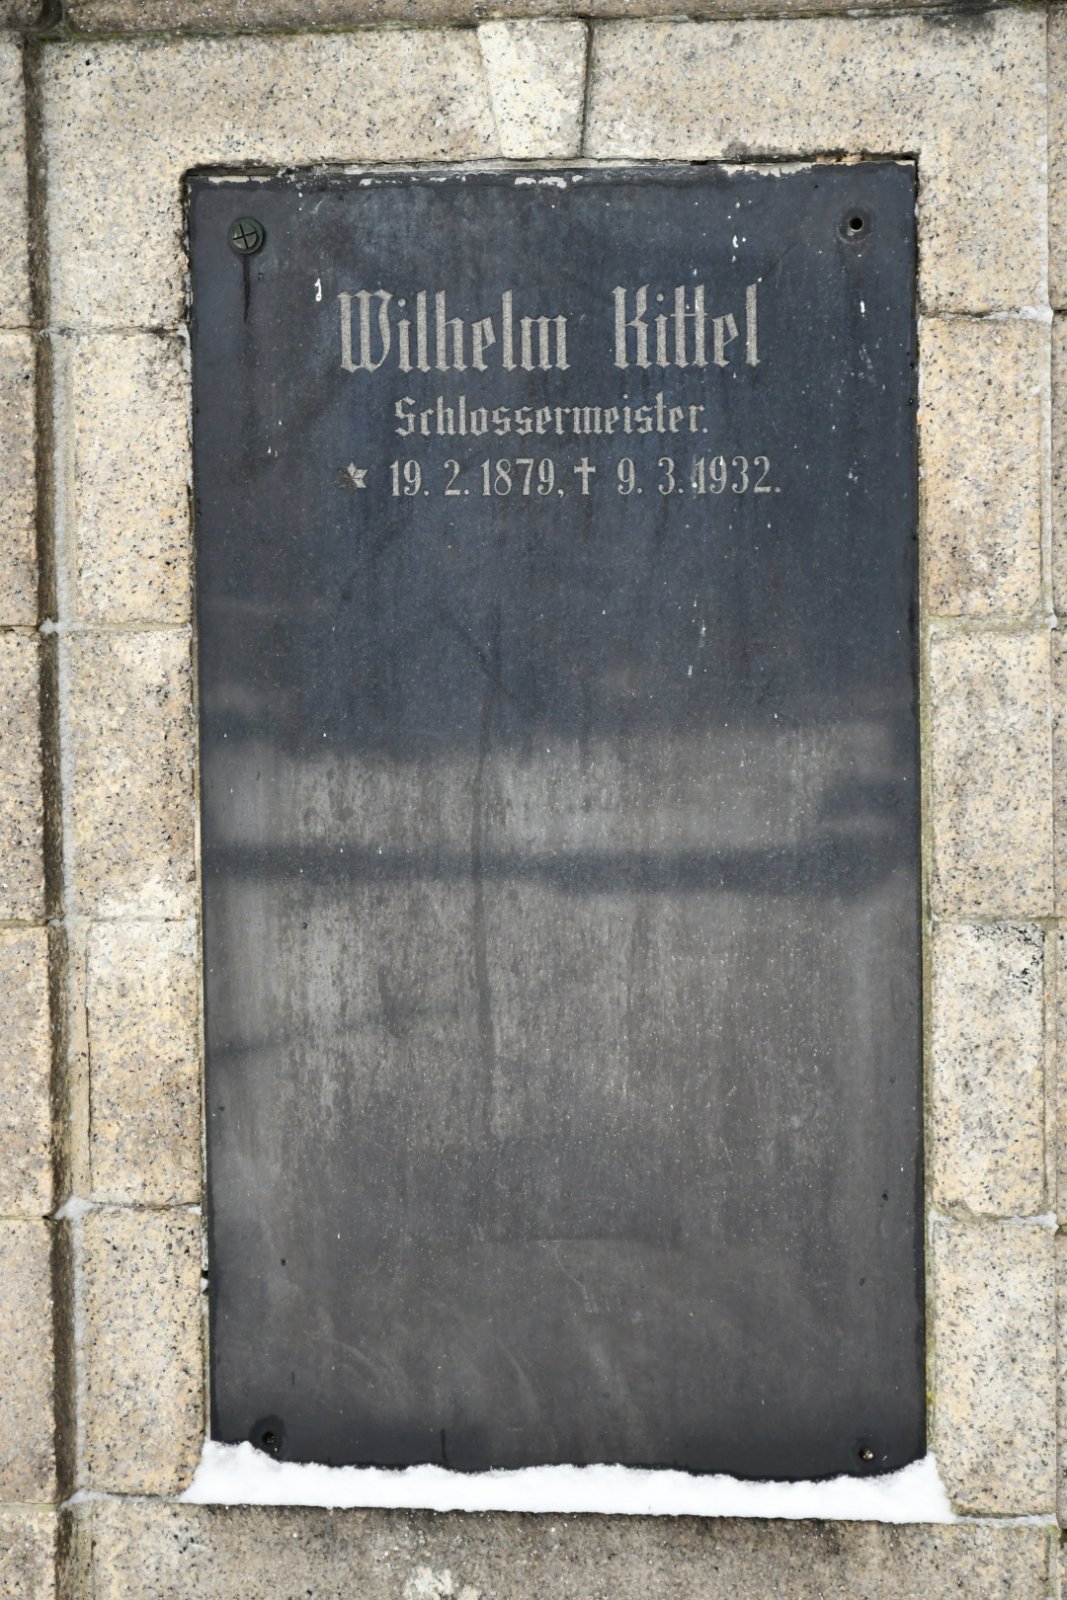 Wilhelm Kittel
Schlossermeister.
* 19. 2. 1879, † 9. 3. 1932.